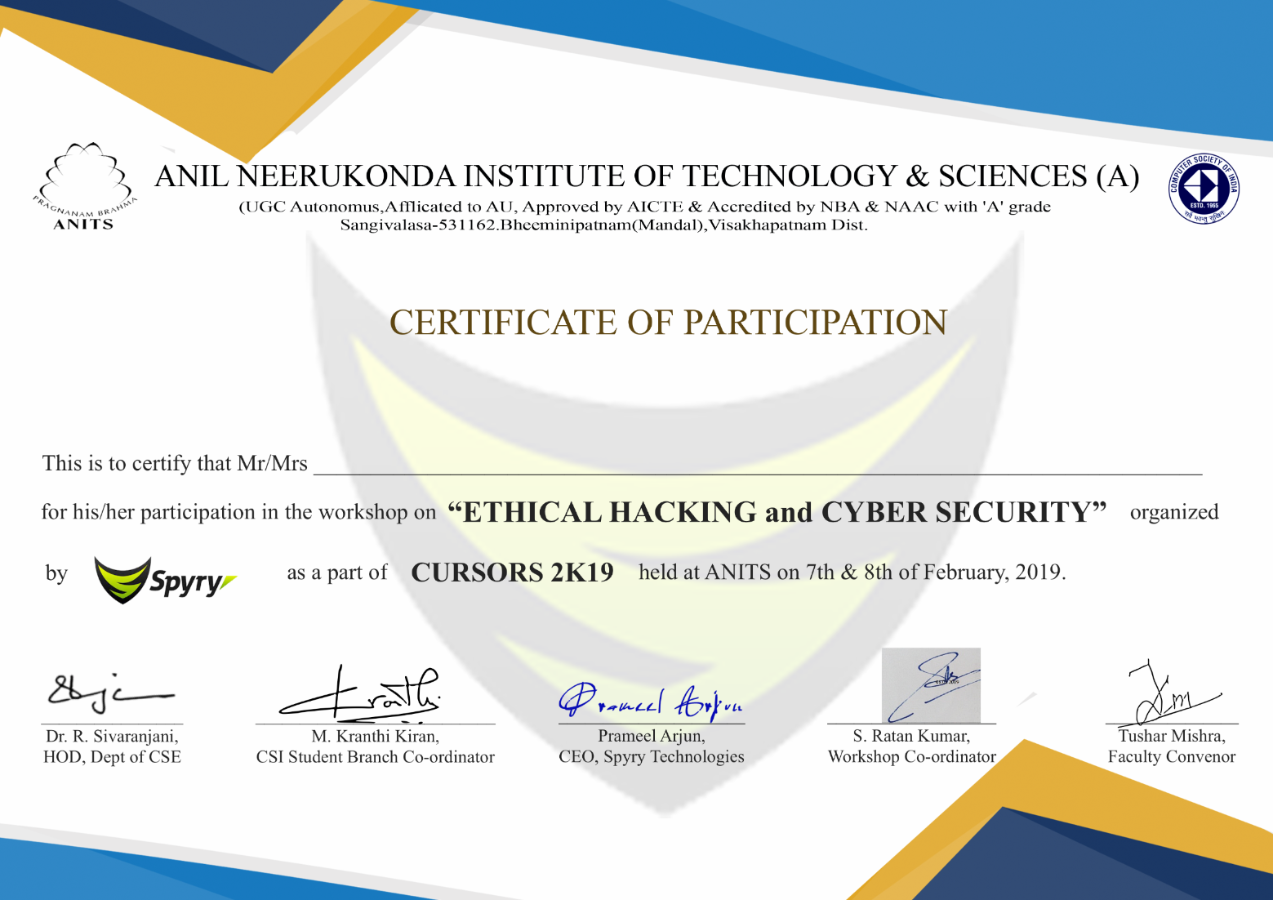 ANIL NEERUKONDA INSTITUTE OF TECHNOLOGY & SCIENCES (A)
(UGC Autonomus,Afflicated to AU, Approved by AICTE & Accredited by NBA & NAAC with 'A' grade
Sangivalasa-531162.Bheeminipatnam(Mandal),Visakhapatnam Dist.
PRAGNANAM BRAHMA
ANITS
COMPUTER SOCIETY OF INDIA
ESTD. 1965
CERTIFICATE OF PARTICIPATION
This is to certify that Mr/Mrs
for his/her participation in the workshop on “ETHICAL HACKING and CYBER SECURITY” organized
by Spyry as a part of CURSORS 2K19 held at ANITS on 7th & 8th of February, 2019.
Kranthi Prameel Arjun
Dr. R. Sivaranjani, M. Kranthi Kiran, Prameel Arjun, S. Ratan Kumar, Tushar Mishra,
HOD, Dept of CSE CSI Student Branch Co-ordinator CEO, Spyry Technologies Workshop Co-ordinator Faculty Convenor